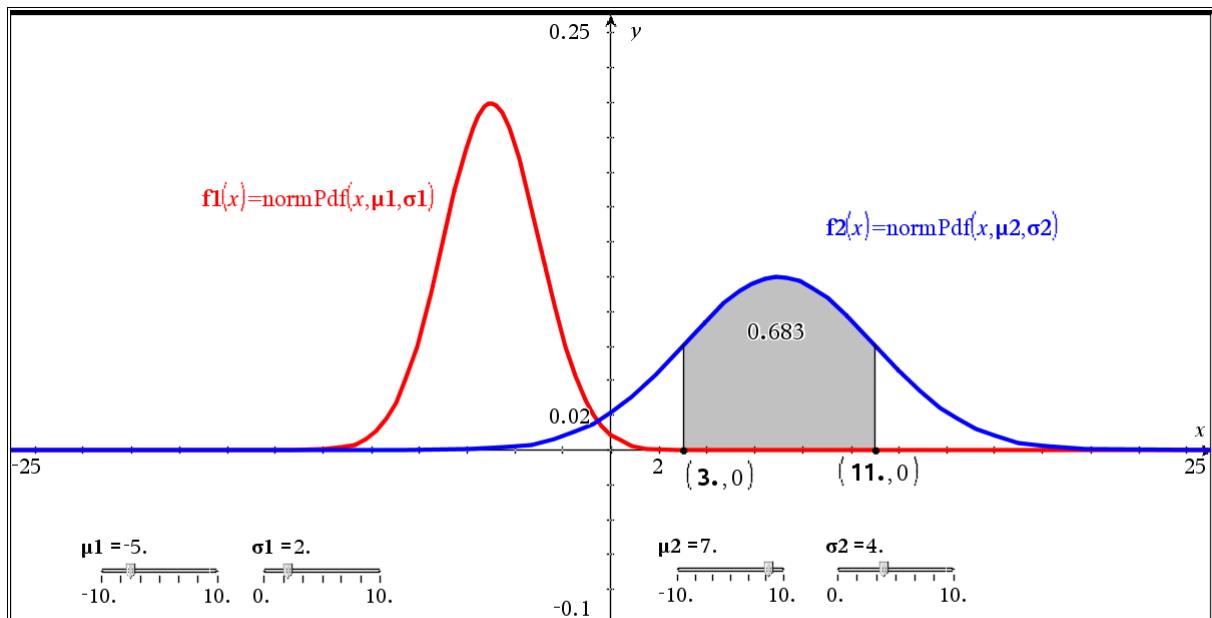 0.25 y
f1(x)=normPdf(x,μ1,σ1)
f2(x)=normPdf(x,μ2,σ2)
0.683
0.02
x
-25 2 25
(3.,0) (11.,0)
μ1 =-5. σ1 =2. μ2 =7. σ2 =4.
-10. 10. 0. 10. -10. 10. 0. 10.
-0.1